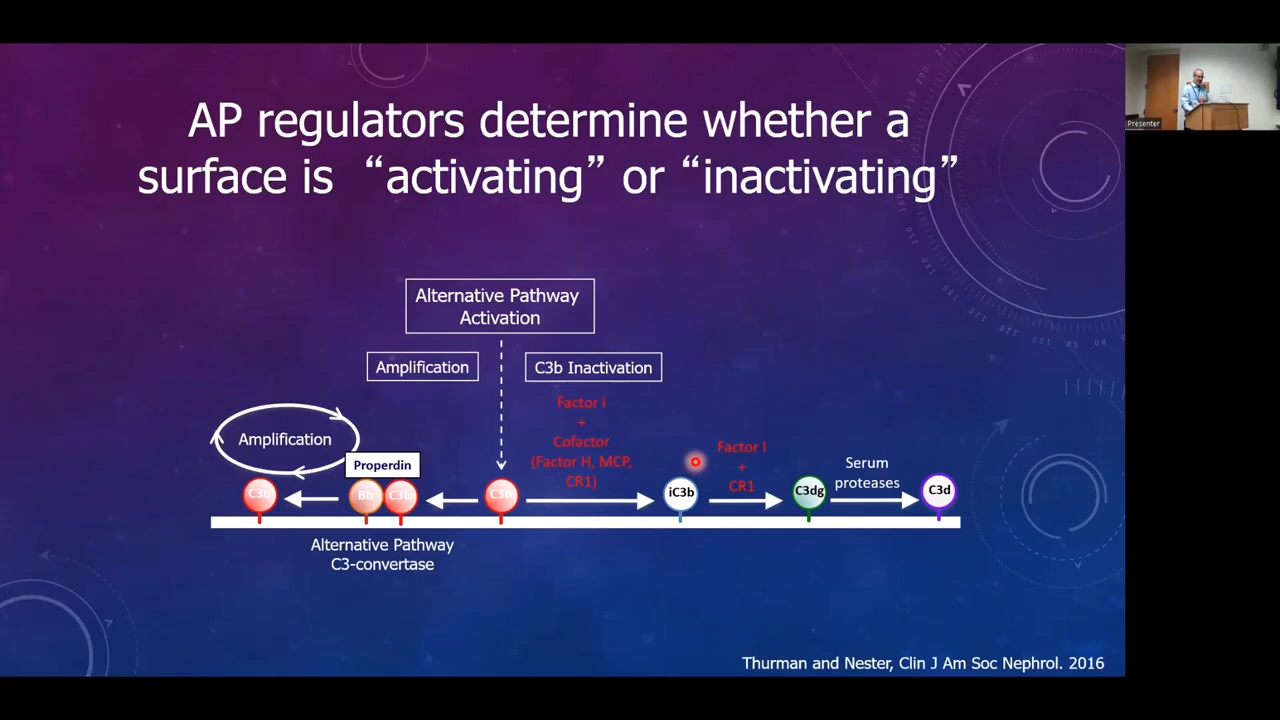 AP regulators determine whether a
surface is “activating” or “inactivating”
Presenter
Alternative Pathway
Activation
Amplification
C3b Inactivation
Factor I
+
Cofactor
(Factor H, MCP,
CR1)
Factor I
+
CR1
Serum
proteases
Amplification
Properdin
C3b
Bb
C3b
C3b
iC3b
C3dg
C3d
Alternative Pathway
C3-convertase
Thurman and Nester, Clin J Am Soc Nephrol. 2016